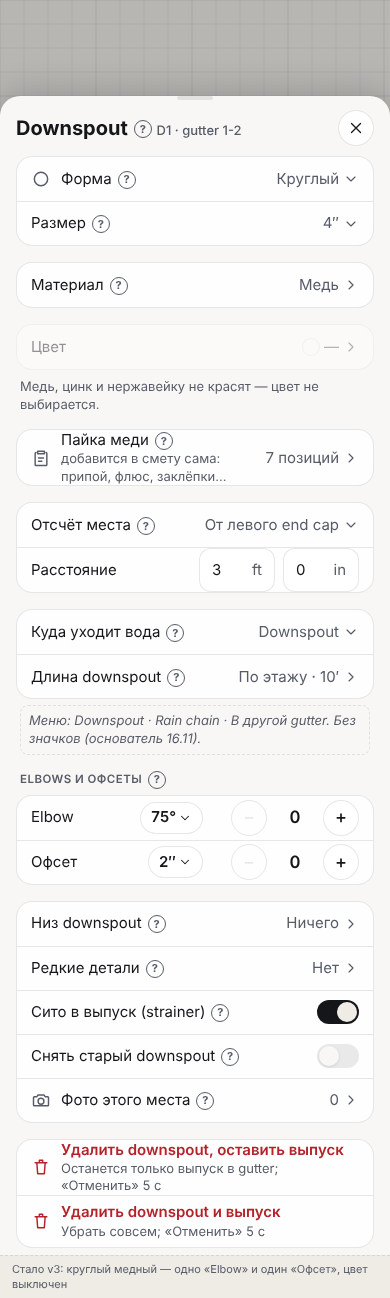 Downspout ? D1 · gutter 1-2
Форма ? Круглый
Размер ? 4″
Материал ? Медь
Цвет —
Медь, цинк и нержавейку не красят — цвет не
выбирается.
Пайка меди ?
добавится в смету сама:
припой, флюс, заклёпки...
7 позиций
Отсчёт места ? От левого end cap
Расстояние 3 ft 0 in
Куда уходит вода ? Downspout
Длина downspout ? По этажу · 10′
Меню: Downspout · Rain chain · В другой gutter. Без
значков (основатель 16.11).
ELBOWS И ОФСЕТЫ ?
Elbow 75° − 0 +
Офсет 2″ − 0 +
Низ downspout ? Ничего
Редкие детали ? Нет
Сито в выпуск (strainer) ?
Снять старый downspout ?
Фото этого места ? 0
Удалить downspout, оставить выпуск
Останется только выпуск в gutter;
«Отменить» 5 с
Удалить downspout и выпуск
Убрать совсем; «Отменить» 5 с
Стало v3: круглый медный — одно «Elbow» и один «Офсет», цвет
выключен